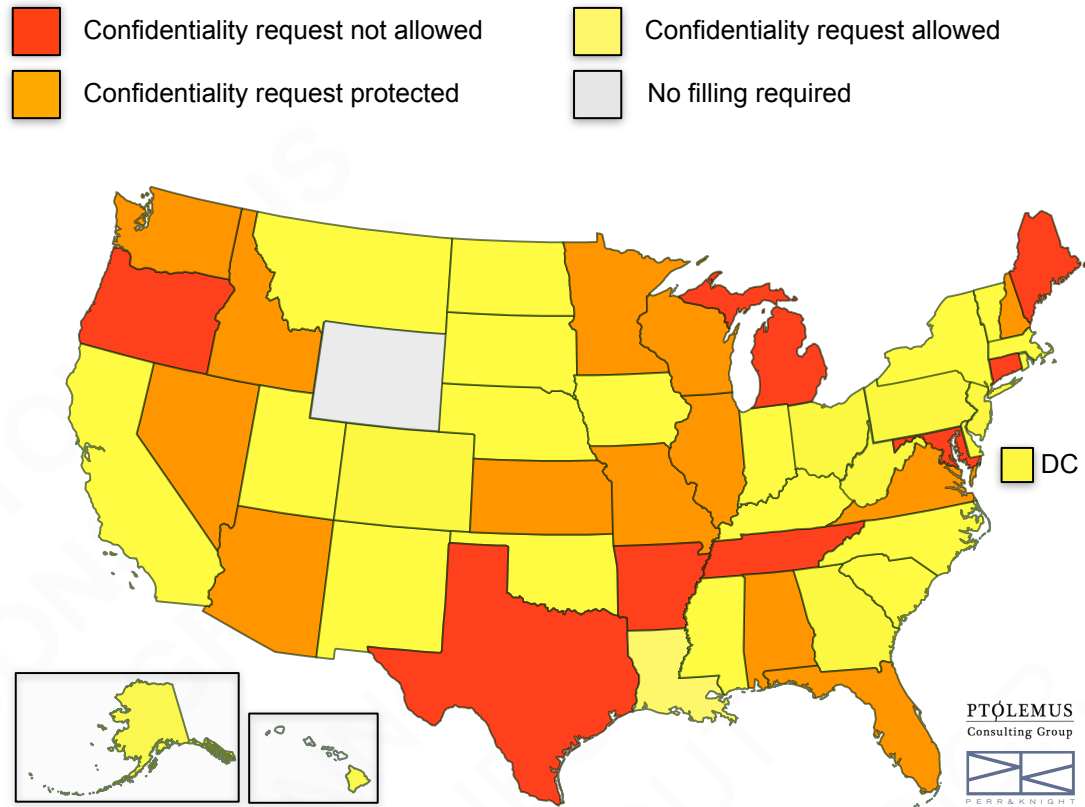 Confidentiality request not allowed
Confidentiality request allowed
Confidentiality request protected
No filling required
DC
PTOLEMUS
Consulting Group
PERR&KNIGHT